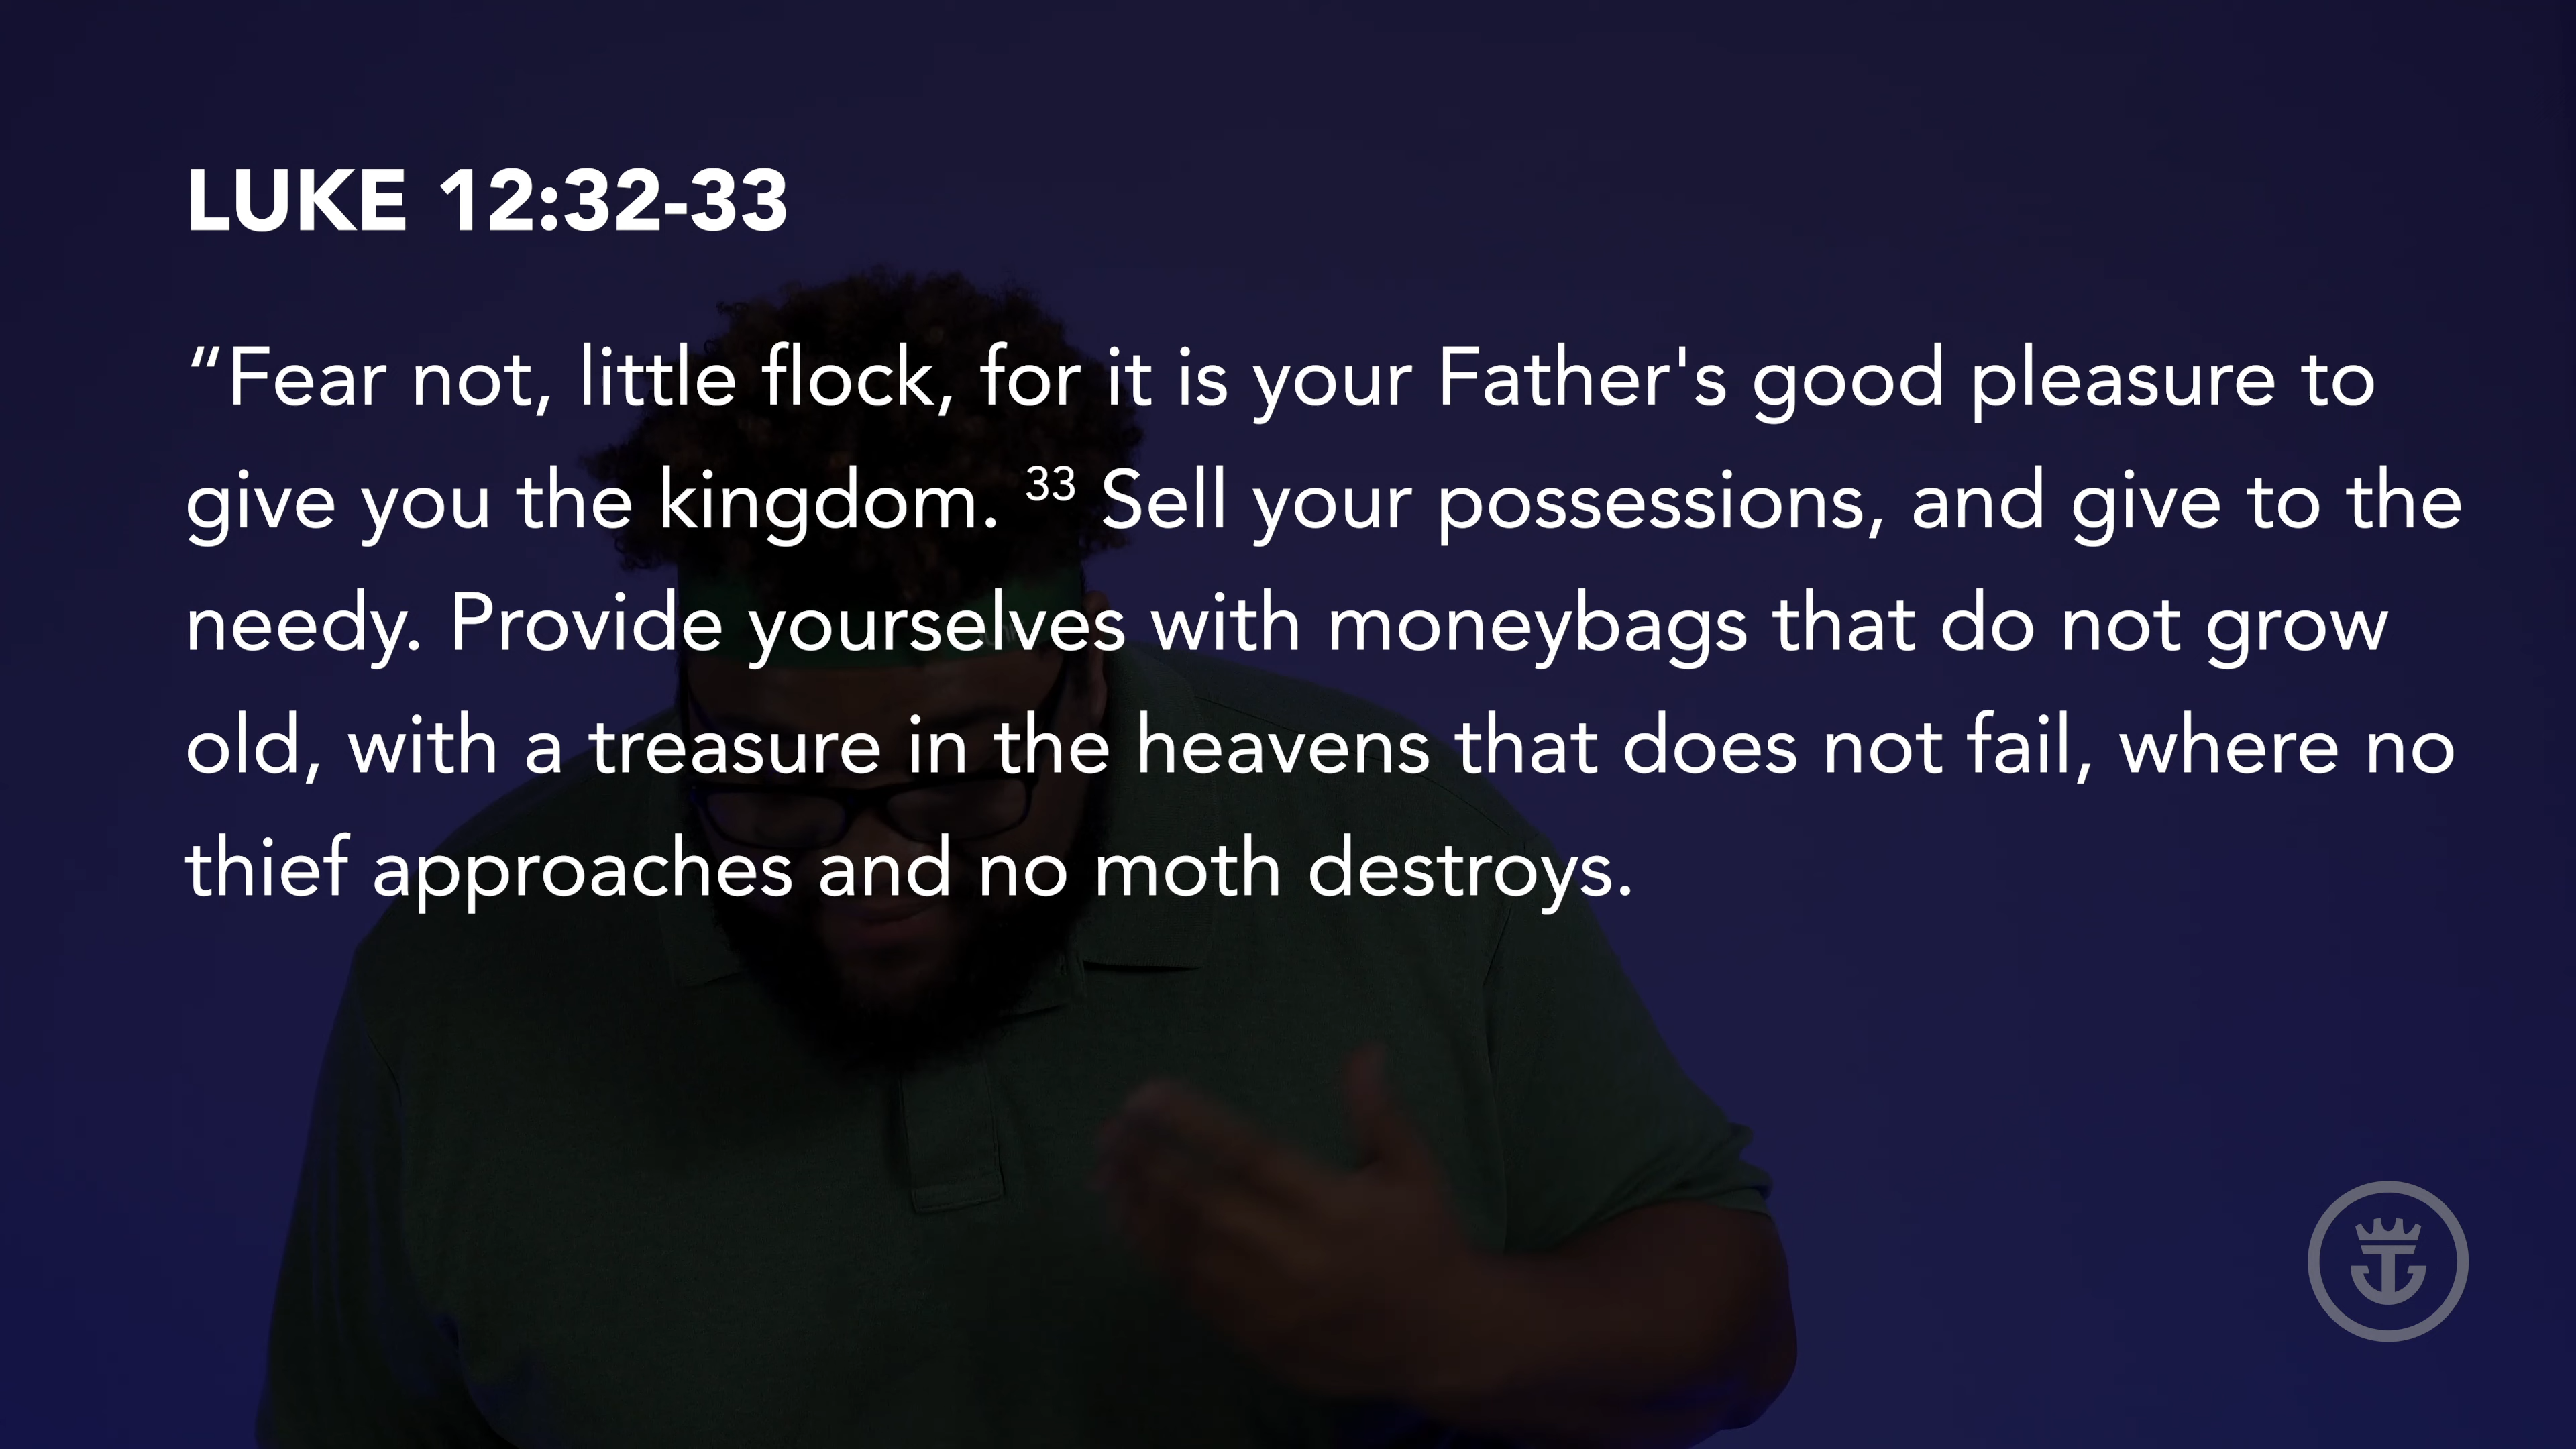 LUKE 12:32-33
“Fear not, little flock, for it is your Father's good pleasure to
give you the kingdom. ³³ Sell your possessions, and give to the
needy. Provide yourselves with moneybags that do not grow
old, with a treasure in the heavens that does not fail, where no
thief approaches and no moth destroys.